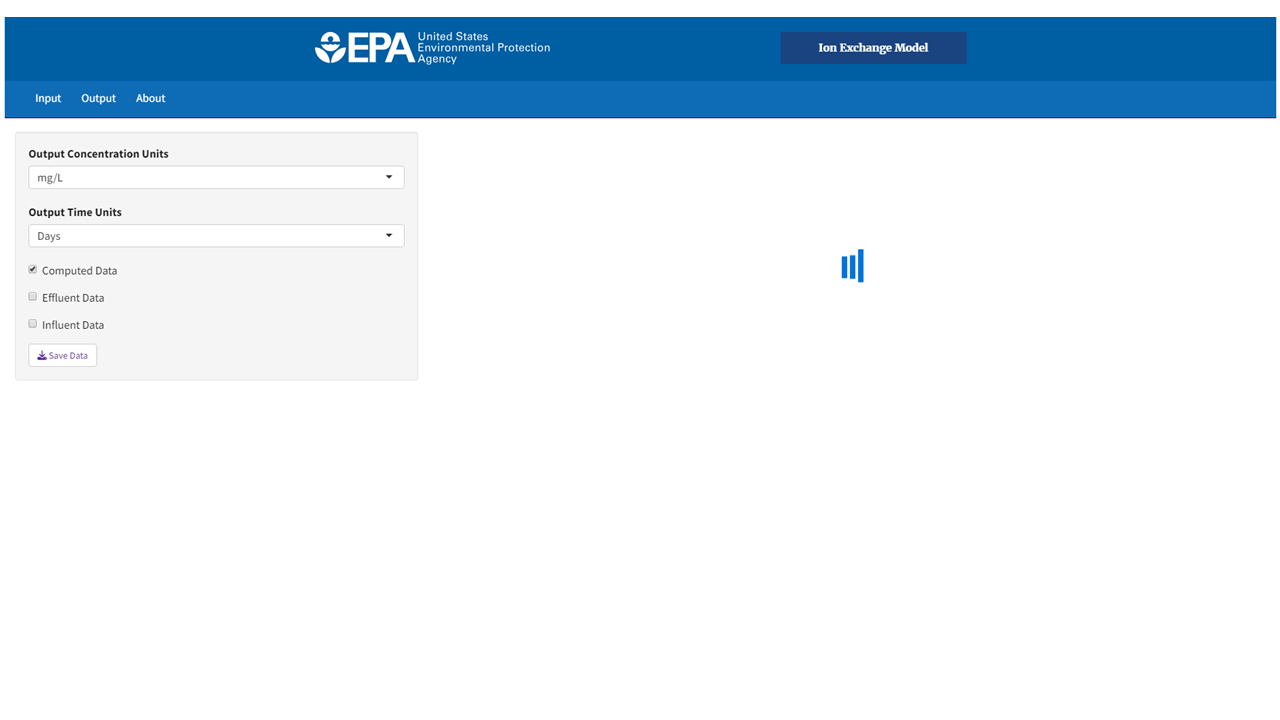 EPA
United States
Environmental Protection
Agency
Ion Exchange Model
Input Output About
Output Concentration Units
mg/L
Output Time Units
Days
Computed Data
Effluent Data
Influent Data
Save Data